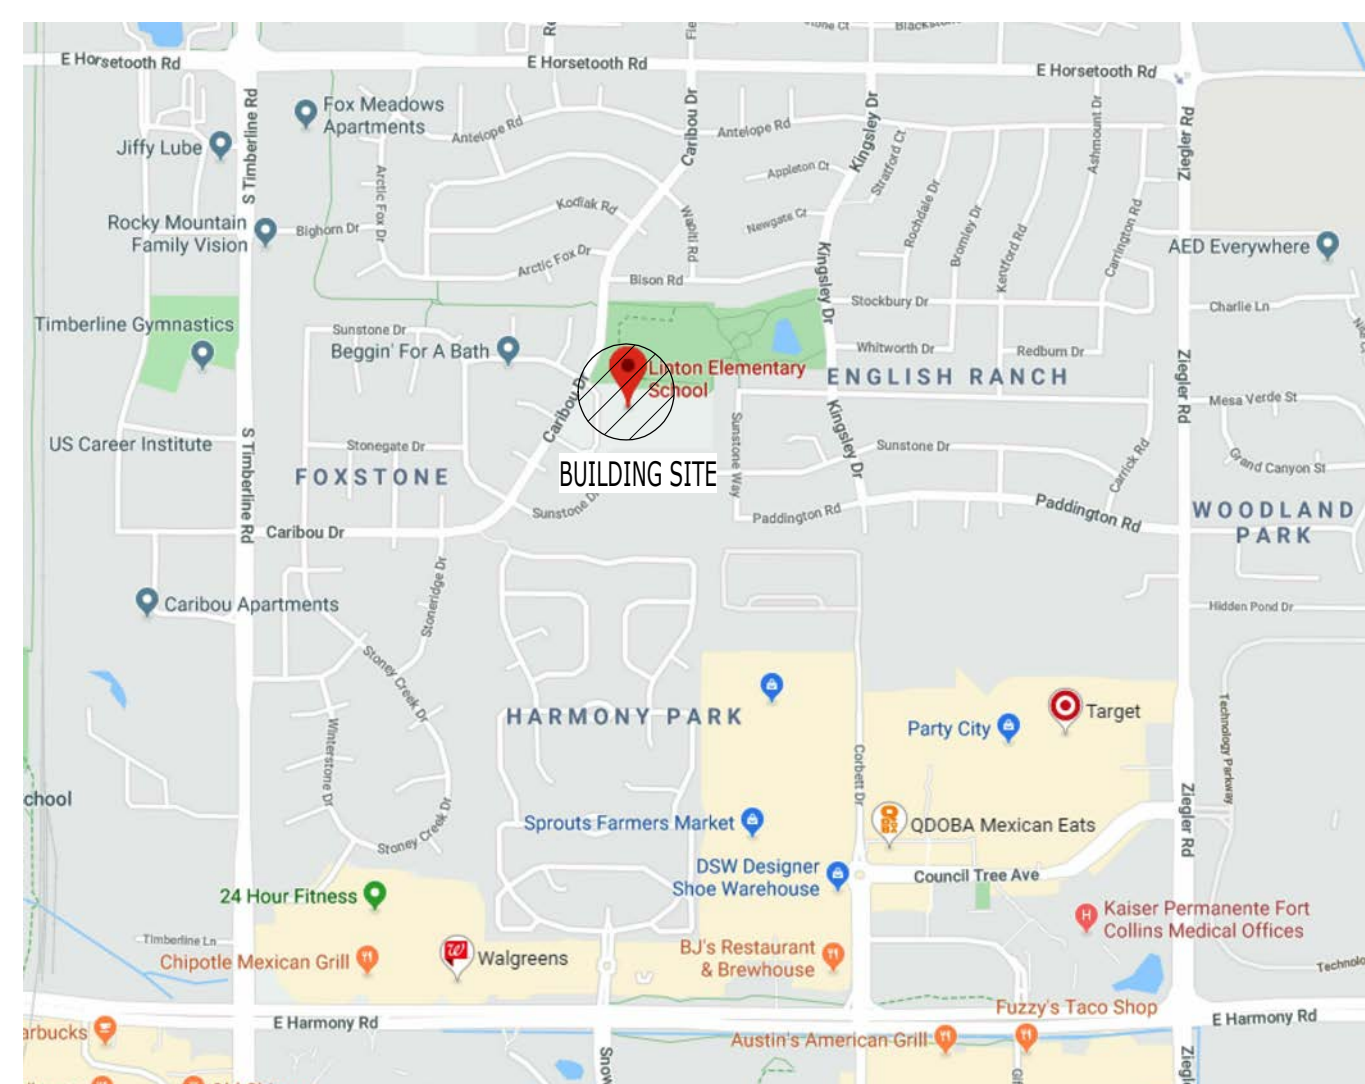 E Horsetooth Rd
E Horsetooth Rd
E Horsetooth Rd
S Timberline Rd
Fox Meadows
Apartments
Jiffy Lube
Antelope Rd
Caribou Dr
Antelope Rd
Kingsley Dr
Stratford Ct
Ashmount Dr
Ziegler Rd
Appleton Ct
Arctic Fox Dr
Rocky Mountain
Family Vision
Bighorn Dr
Kodiak Rd
Wapiti Rd
Newgate Ct
Rochdale Dr
Bromley Dr
Kentford Rd
Carrington Rd
AED Everywhere
Arctic Fox Dr
Bison Rd
Kingsley Dr
Stockbury Dr
Charlie Ln
Timberline Gymnastics
Sunstone Dr
Beggin' For A Bath
Whitworth Dr
Redburn Dr
Linton Elementary
School
ENGLISH RANCH
Ziegler Rd
Mesa Verde St
Caribou Dr
US Career Institute
S Timberline Rd
Stonegate Dr
FOXSTONE
BUILDING SITE
Sunstone Way
Kingsley Dr
Sunstone Dr
Carrick Rd
Grand Canyon St
Sunstone Dr
Paddington Rd
Paddington Rd
WOODLAND
PARK
Caribou Dr
Stoneridge Dr
Caribou Apartments
Hidden Pond Dr
Stoney Creek Dr
HARMONY PARK
Winterstone Dr
Party City
Target
Technology Parkway
Corbett Dr
chool
Sprouts Farmers Market
QDOBA Mexican Eats
Ziegler Rd
Stoney Creek Dr
DSW Designer
Shoe Warehouse
Council Tree Ave
24 Hour Fitness
Kaiser Permanente Fort
Collins Medical Offices
Timberline Ln
Chipotle Mexican Grill
Walgreens
BJ's Restaurant
& Brewhouse
Technolo
Fuzzy's Taco Shop
E Harmony Rd
E Harmony Rd
arbucks
Austin's American Grill
Snow
Ziegl